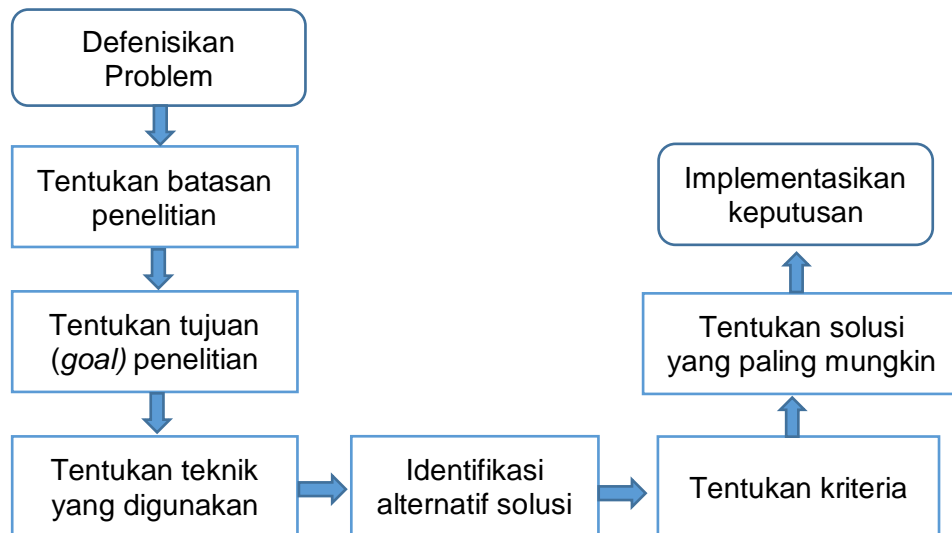 Defenisikan
Problem
Tentukan batasan
penelitian
Tentukan tujuan
(goal) penelitian
Tentukan teknik
yang digunakan
Identifikasi
alternatif solusi
Tentukan kriteria
Tentukan solusi
yang paling mungkin
Implementasikan
keputusan